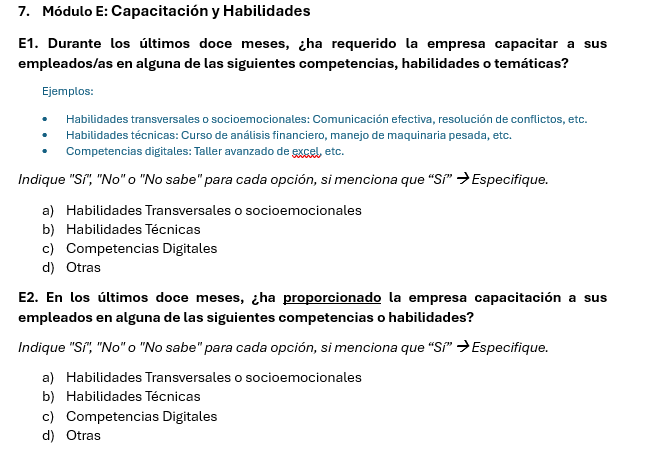 7. Módulo E: Capacitación y Habilidades
E1. Durante los últimos doce meses, ¿ha requerido la empresa capacitar a sus
empleados/as en alguna de las siguientes competencias, habilidades o temáticas?
Ejemplos:
• Habilidades transversales o socioemocionales: Comunicación efectiva, resolución de conflictos, etc.
• Habilidades técnicas: Curso de análisis financiero, manejo de maquinaria pesada, etc.
• Competencias digitales: Taller avanzado de excel, etc.
Indique "Sí", "No" o "No sabe" para cada opción, si menciona que “Sí” → Especifique.
a) Habilidades Transversales o socioemocionales
b) Habilidades Técnicas
c) Competencias Digitales
d) Otras
E2. En los últimos doce meses, ¿ha proporcionado la empresa capacitación a sus
empleados en alguna de las siguientes competencias o habilidades?
Indique "Sí", "No" o "No sabe" para cada opción, si menciona que “Sí” → Especifique.
a) Habilidades Transversales o socioemocionales
b) Habilidades Técnicas
c) Competencias Digitales
d) Otras